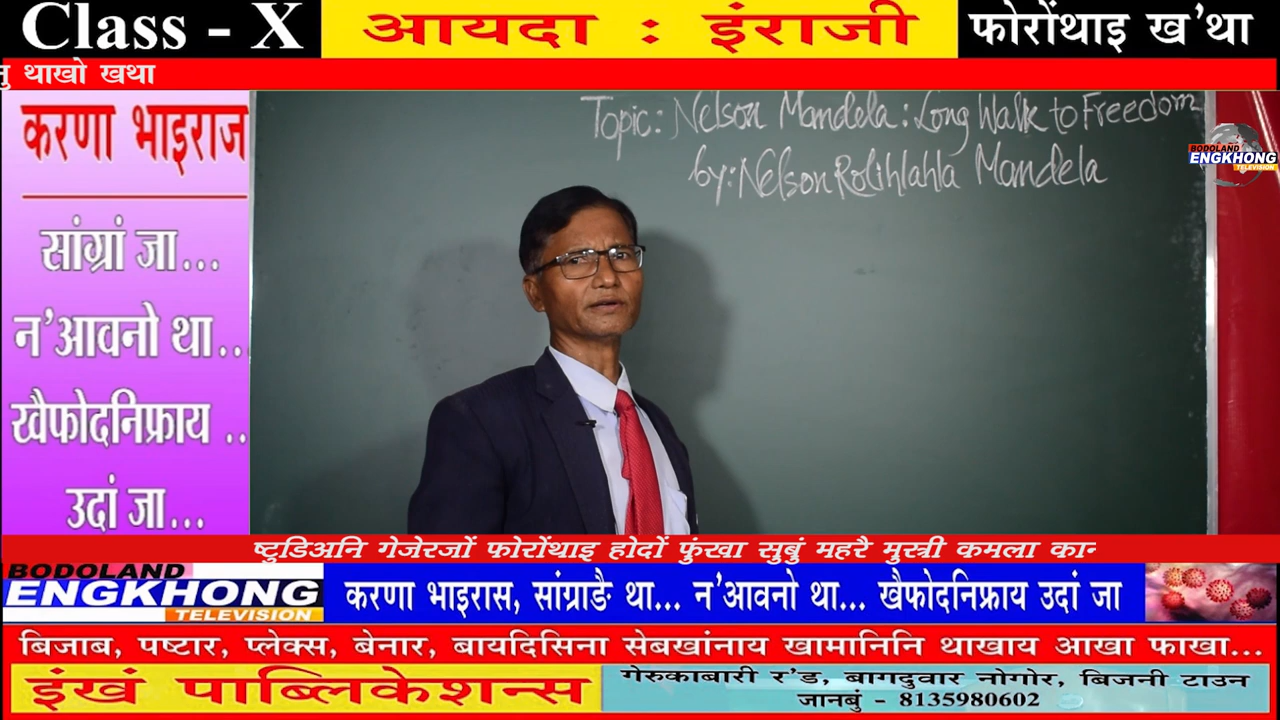 Class - X
आयदा : इंराजी
फोरोंथाइ ख'था
नु थाखो खथा
करणा भाइराज
सांग्रां जा...
न'आवनो था...
खैफोदनिफ्राय ..
उदां जा...
Topic: Nelson Mandela: Long Walk to Freedom
by: Nelson Rolihlahla Mandela
BODOLAND
ENGKHONG
TELEVISION
ष्टुडिअनि गेजेरजों फोरोंथाइ होदों फुंखा सुबुं महरै मुस्त्री कमला कान
BODOLAND
ENGKHONG
TELEVISION
करणा भाइरास, सांग्राङै था... न'आवनो था... खैफोदनिफ्राय उदां जा
बिजाब, पष्टार, प्लेक्स, बेनार, बायदिसिना सेबखांनाय खामानिनि थाखाय आखा फाखा...
इंखं पाब्लिकेशन्स
गेरुकाबारी र'ड, बागदुवार नोगोर, बिजनी टाउन
जानबुं - 8135980602